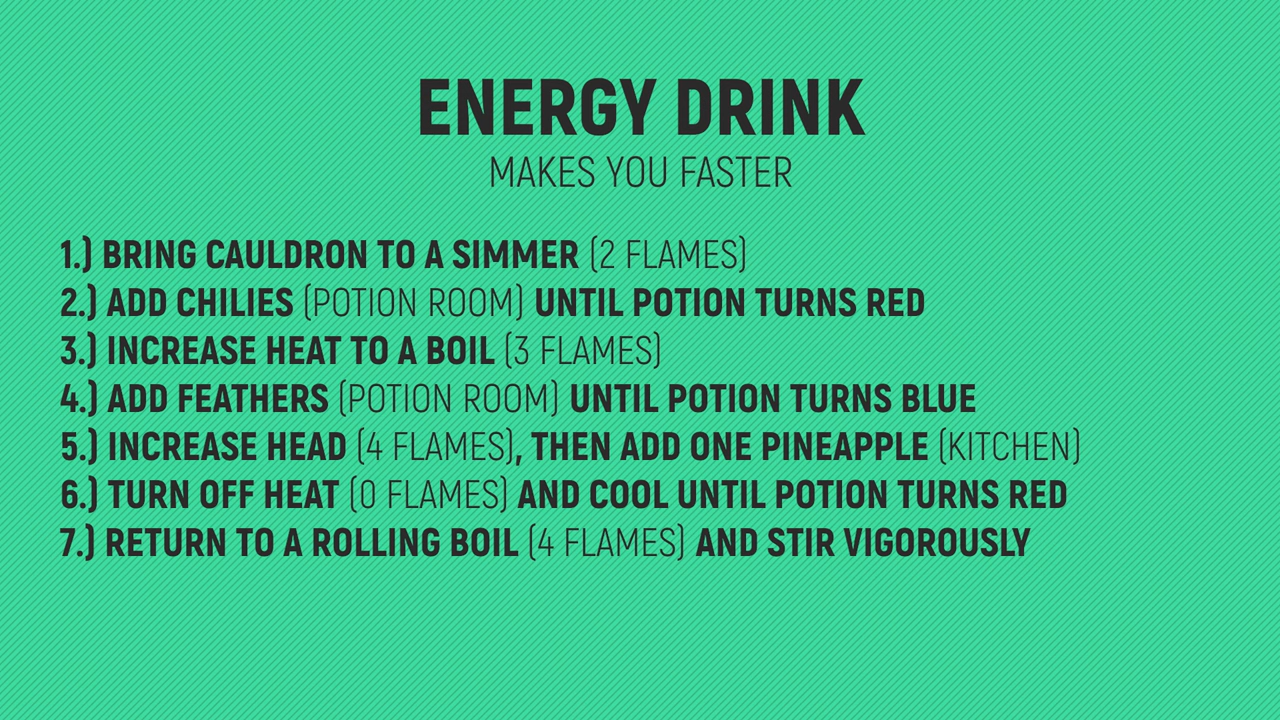 ENERGY DRINK
MAKES YOU FASTER
1.) BRING CAULDRON TO A SIMMER (2 FLAMES)
2.) ADD CHILIES (POTION ROOM) UNTIL POTION TURNS RED
3.) INCREASE HEAT TO A BOIL (3 FLAMES)
4.) ADD FEATHERS (POTION ROOM) UNTIL POTION TURNS BLUE
5.) INCREASE HEAD (4 FLAMES), THEN ADD ONE PINEAPPLE (KITCHEN)
6.) TURN OFF HEAT (0 FLAMES) AND COOL UNTIL POTION TURNS RED
7.) RETURN TO A ROLLING BOIL (4 FLAMES) AND STIR VIGOROUSLY